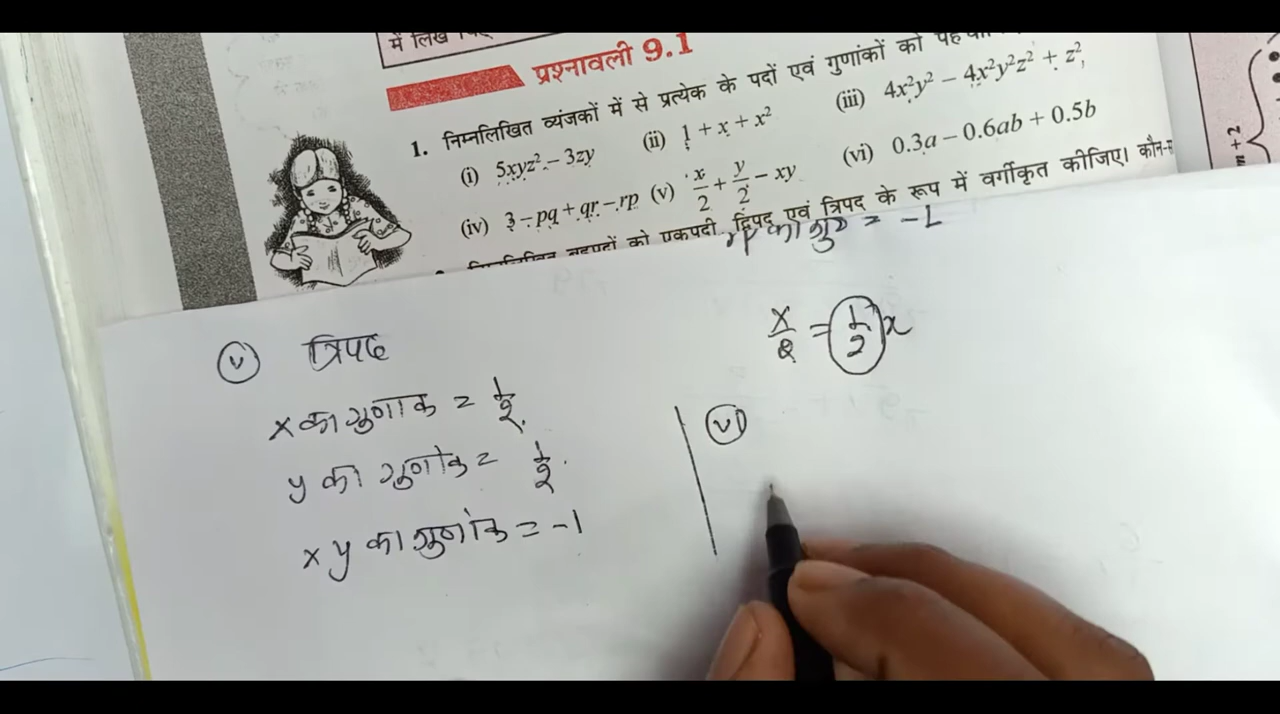 में लिख
प्रश्नावली 9.1
1. निम्नलिखित व्यंजकों में से प्रत्येक के पदों एवं गुणांकों को
(i) 5xyz² – 3zy (ii) 1 + x + x² (iii) 4x²y² – 4x²y²z² + z²,
(iv) 3 – pq + qr – rp (v) x/2 + y/2 – xy (vi) 0.3a – 0.6ab + 0.5b
को एकपदी, द्विपद एवं त्रिपद के रूप में वर्गीकृत कीजिए।
rp का गुo = -1
(v) त्रिपद
x का गुणांक = 1/2.
y का गुणांक = 1/2.
xy का गुणांक = -1
x/2 = (1/2)x
(vi)
m + 2